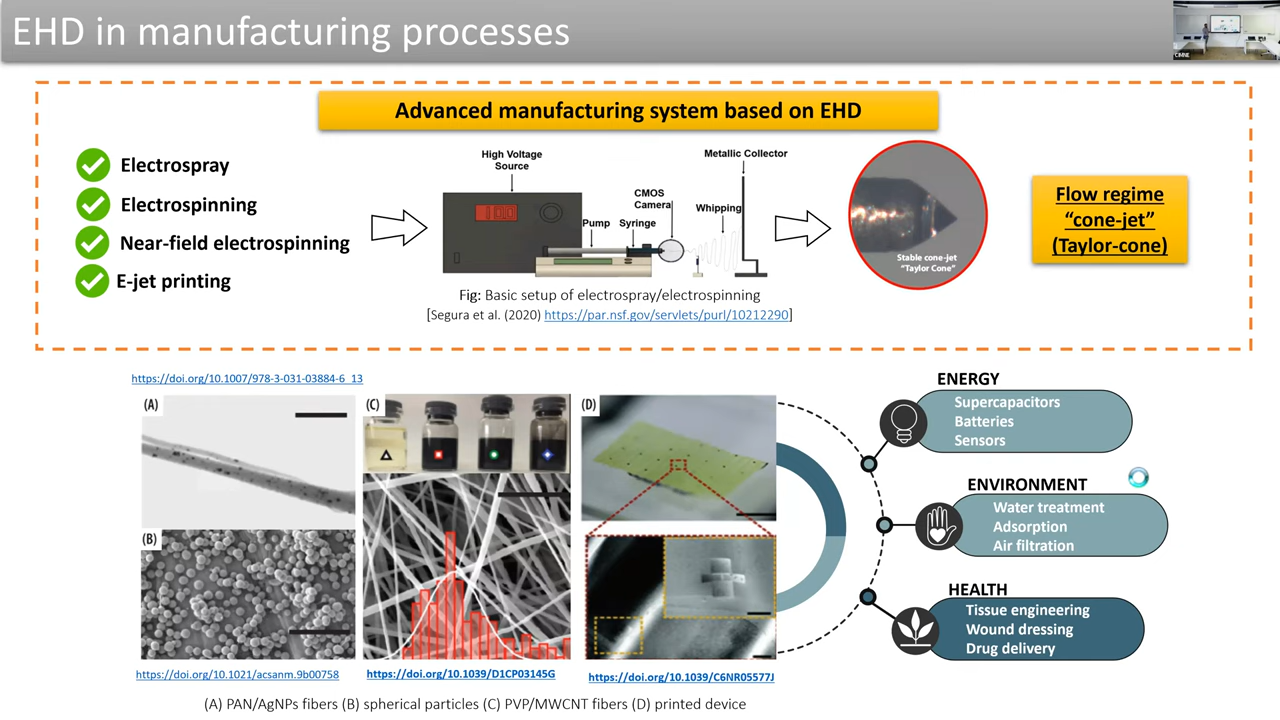 EHD in manufacturing processes
CIMNE
Advanced manufacturing system based on EHD
Electrospray
Electrospinning
Near-field electrospinning
E-jet printing
High Voltage
Source
Pump
Syringe
CMOS
Camera
Whipping
Metallic Collector
Stable cone-jet
"Taylor Cone"
Flow regime
“cone-jet”
(Taylor-cone)
Fig: Basic setup of electrospray/electrospinning
[Segura et al. (2020) https://par.nsf.gov/servlets/purl/10212290]
https://doi.org/10.1007/978-3-031-03884-6_13
(A)
(B)
(C)
(D)
https://doi.org/10.1021/acsanm.9b00758
https://doi.org/10.1039/D1CP03145G
https://doi.org/10.1039/C6NR05577J
(A) PAN/AgNPs fibers (B) spherical particles (C) PVP/MWCNT fibers (D) printed device
ENERGY
Supercapacitors
Batteries
Sensors
ENVIRONMENT
Water treatment
Adsorption
Air filtration
HEALTH
Tissue engineering
Wound dressing
Drug delivery